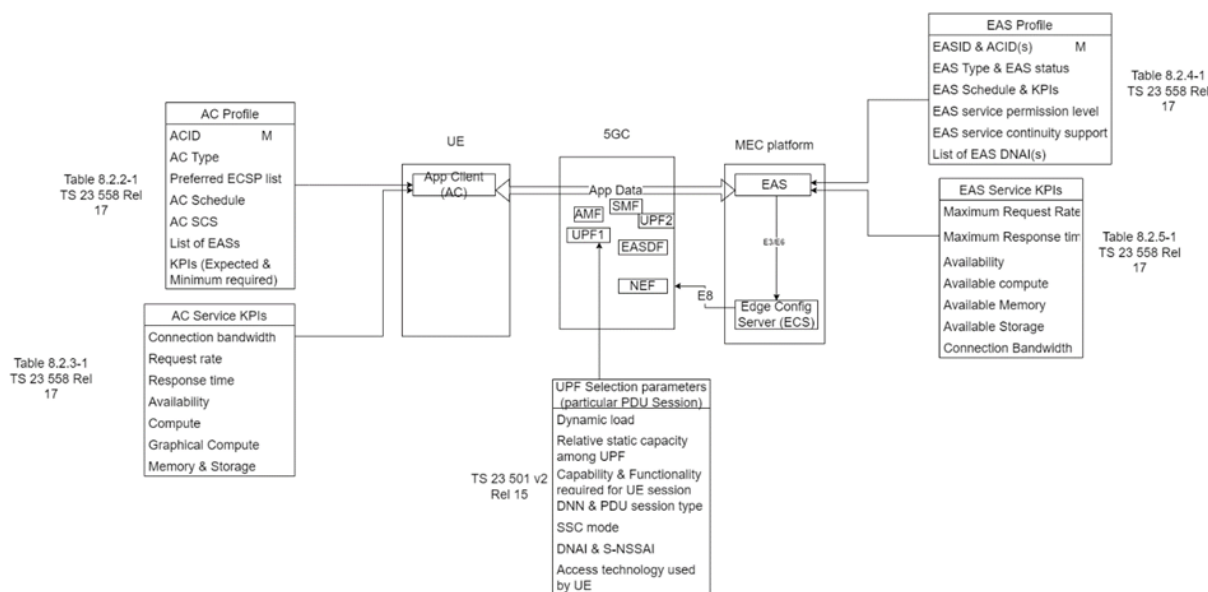 EAS Profile
EASID & ACID(s) M
EAS Type & EAS status
EAS Schedule & KPIs
EAS service permission level
EAS service continuity support
List of EAS DNAI(s)
Table 8.2.4-1
TS 23 558 Rel
17
AC Profile
ACID M
AC Type
Preferred ECSP list
AC Schedule
AC SCS
List of EASs
KPIs (Expected &
Minimum required)
Table 8.2.2-1
TS 23 558 Rel
17
UE
App Client
(AC)
5GC
App Data
AMF
SMF
UPF2
UPF1
EASDF
NEF
MEC platform
EAS
E3/E6
E8
Edge Config
Server (ECS)
EAS Service KPIs
Maximum Request Rate
Maximum Response tim
Availability
Available compute
Available Memory
Available Storage
Connection Bandwidth
Table 8.2.5-1
TS 23 558 Rel
17
AC Service KPIs
Connection bandwidth
Request rate
Response time
Availability
Compute
Graphical Compute
Memory & Storage
Table 8.2.3-1
TS 23 558 Rel
17
UPF Selection parameters
(particular PDU Session)
Dynamic load
Relative static capacity
among UPF
Capability & Functionality
required for UE session
DNN & PDU session type
SSC mode
DNAI & S-NSSAI
Access technology used
by UE
TS 23 501 v2
Rel 15